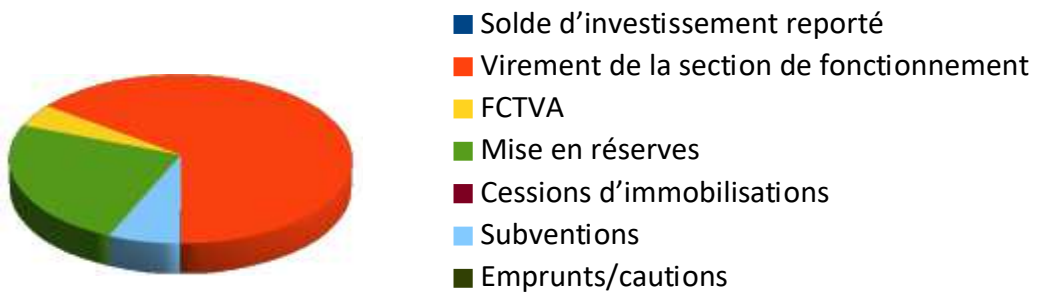 Solde d’investissement reporté
Virement de la section de fonctionnement
FCTVA
Mise en réserves
Cessions d’immobilisations
Subventions
Emprunts/cautions